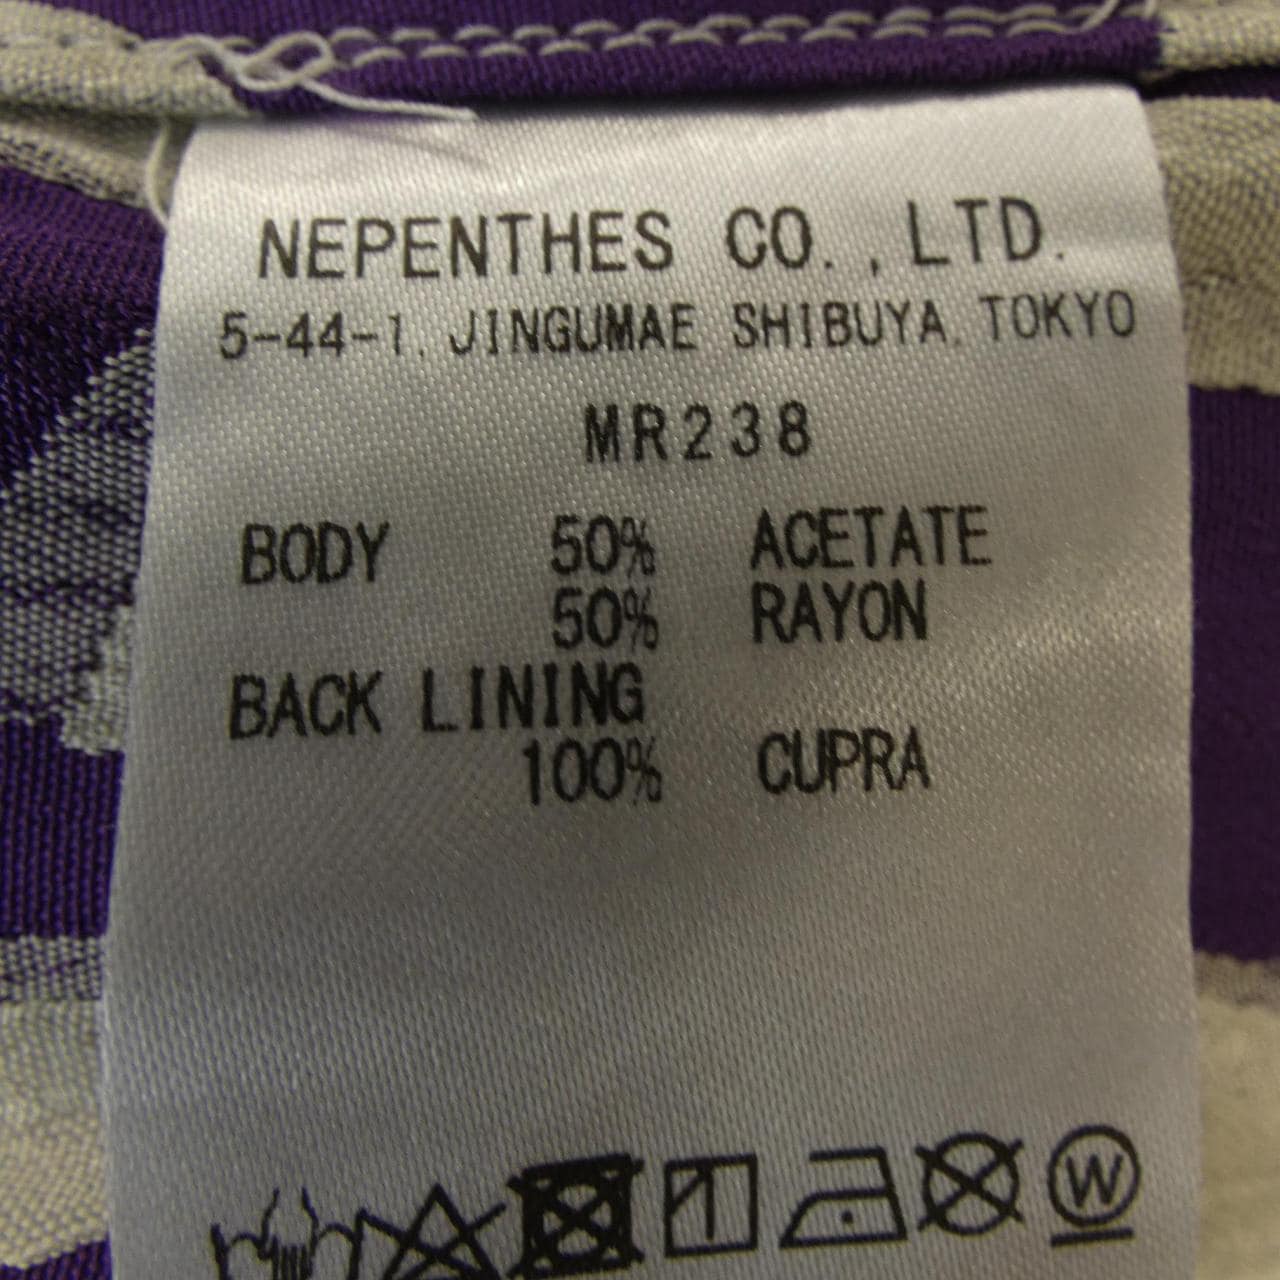 NEPENTHES CO., LTD.
5-44-1, JINGUMAE SHIBUYA, TOKYO
MR238
BODY 50% ACETATE
50% RAYON
BACK LINING
100% CUPRA
W